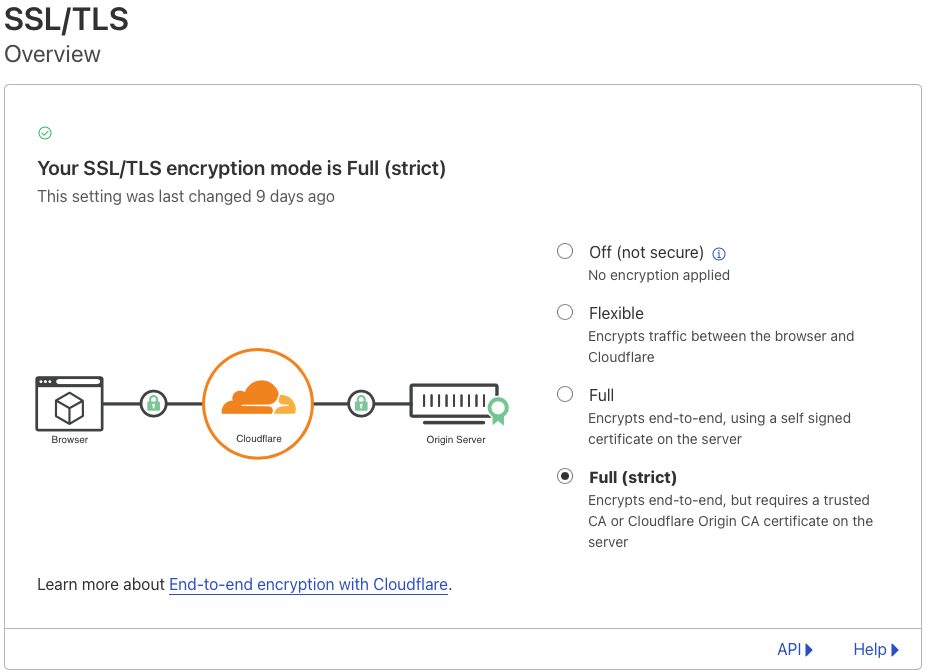 SSL/TLS
Overview
Your SSL/TLS encryption mode is Full (strict)
This setting was last changed 9 days ago
Off (not secure)
No encryption applied
Flexible
Encrypts traffic between the browser and
Cloudflare
Full
Encrypts end-to-end, using a self signed
certificate on the server
Full (strict)
Encrypts end-to-end, but requires a trusted
CA or Cloudflare Origin CA certificate on the
server
Browser
Cloudflare
Origin Server
Learn more about End-to-end encryption with Cloudflare.
API
Help